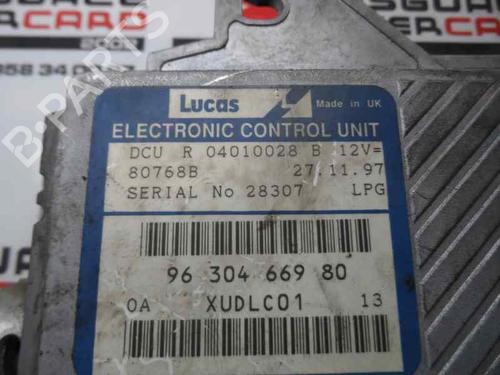 Lucas Made in UK
ELECTRONIC CONTROL UNIT
DCU R 04010028 B 12V=
80768B 27.11.97
SERIAL No 28307 LPG
96 304 669 80
0A XUDLC01 13
B-PARTS